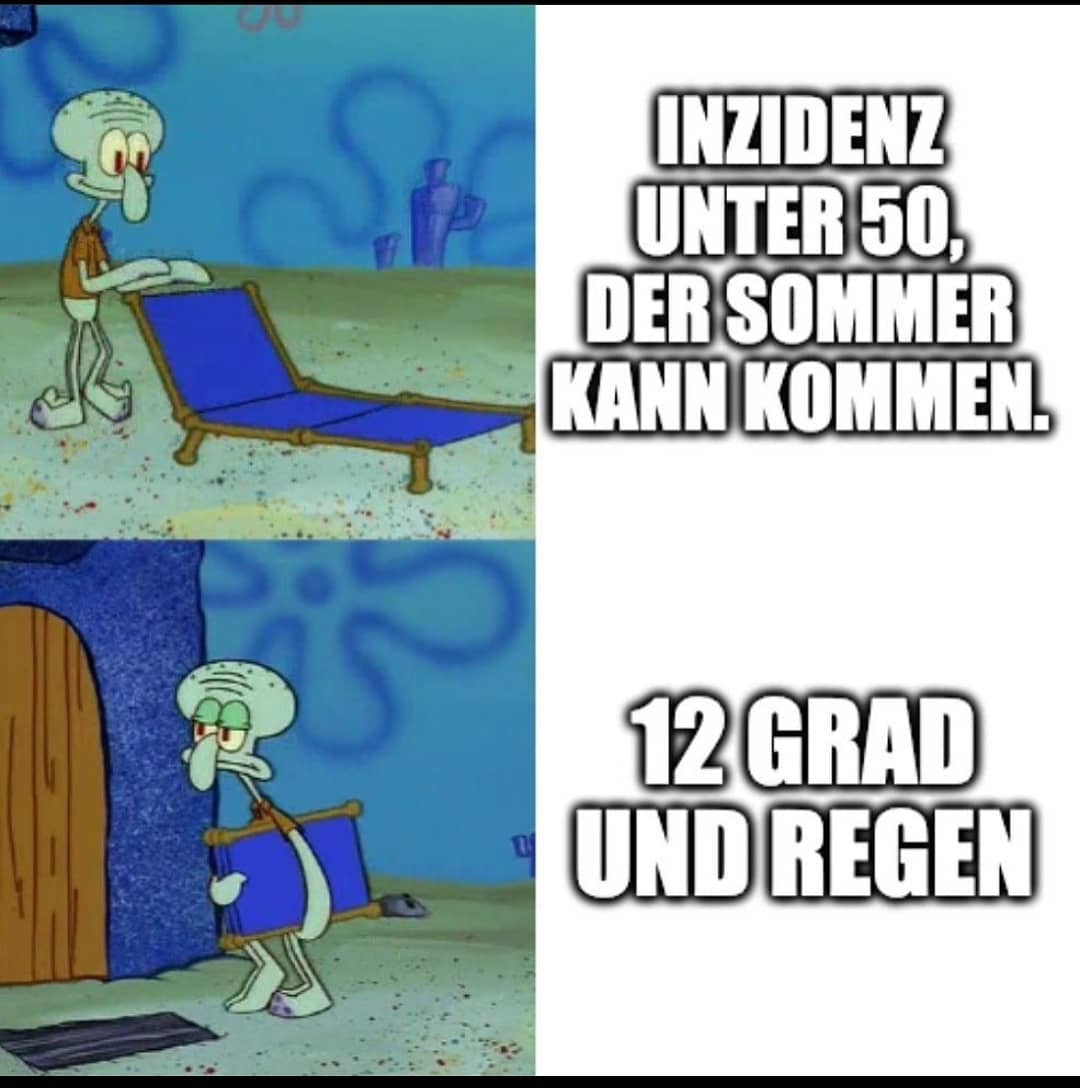 INZIDENZ
UNTER 50,
DER SOMMER
KANN KOMMEN.
12 GRAD
UND REGEN